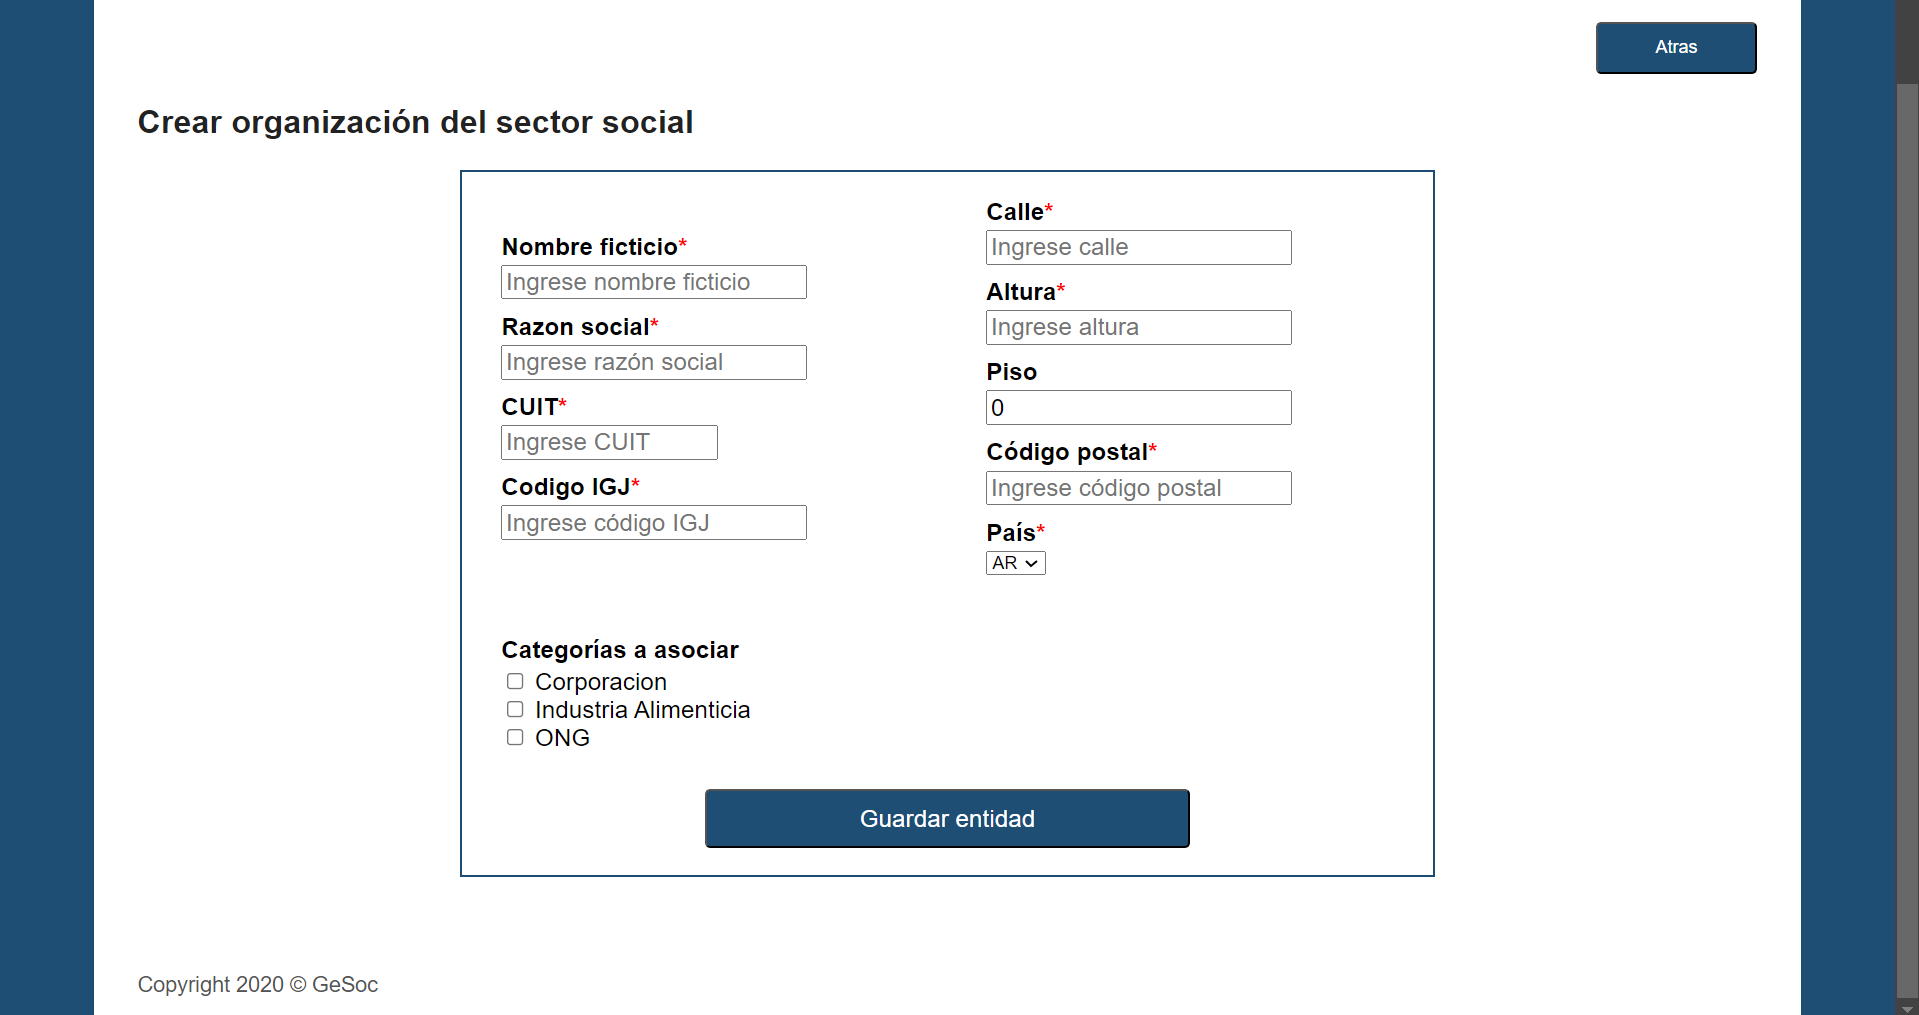 Atras
Crear organización del sector social
Nombre ficticio*
Ingrese nombre ficticio
Razon social*
Ingrese razón social
CUIT*
Ingrese CUIT
Codigo IGJ*
Ingrese código IGJ
Calle*
Ingrese calle
Altura*
Ingrese altura
Piso
0
Código postal*
Ingrese código postal
País*
AR
Categorías a asociar
Corporacion
Industria Alimenticia
ONG
Guardar entidad
Copyright 2020 © GeSoc